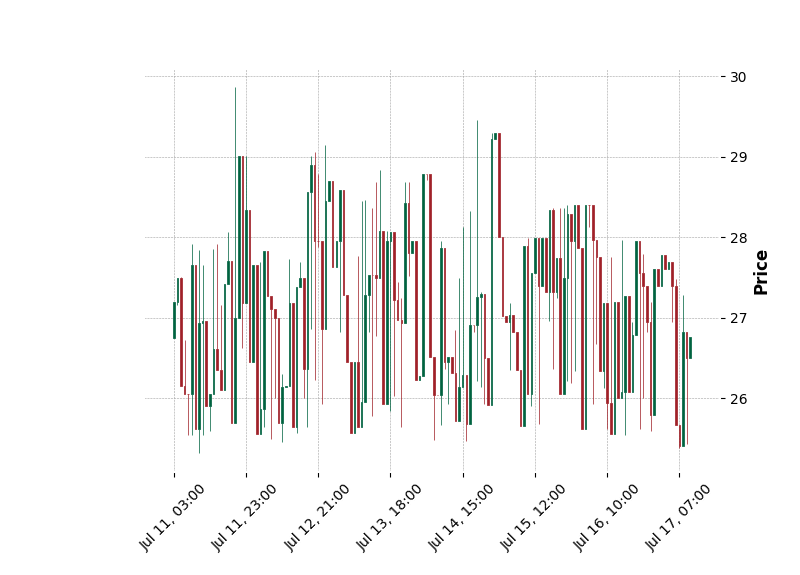 30
29
28
27
26
Price
Jul 11, 03:00
Jul 11, 23:00
Jul 12, 21:00
Jul 13, 18:00
Jul 14, 15:00
Jul 15, 12:00
Jul 16, 10:00
Jul 17, 07:00